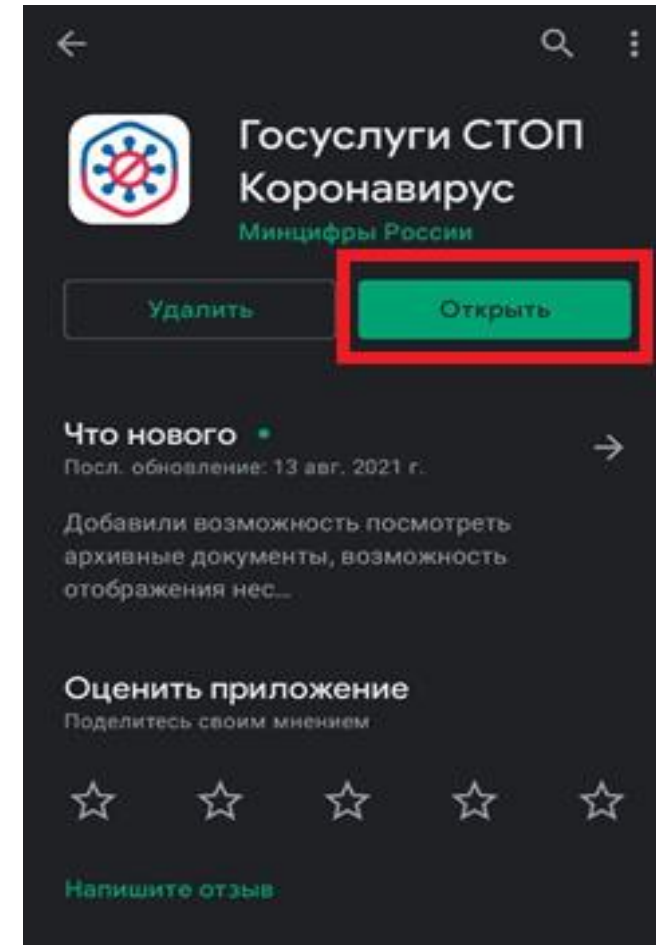 Госуслуги СТОП
Коронавирус
Минцифры России
Удалить
Открыть
Что нового
Посл. обновление: 13 авг. 2021 г.
Добавили возможность посмотреть
архивные документы, возможность
отображения нес...
Оценить приложение
Поделитесь своим мнением
Напишите отзыв